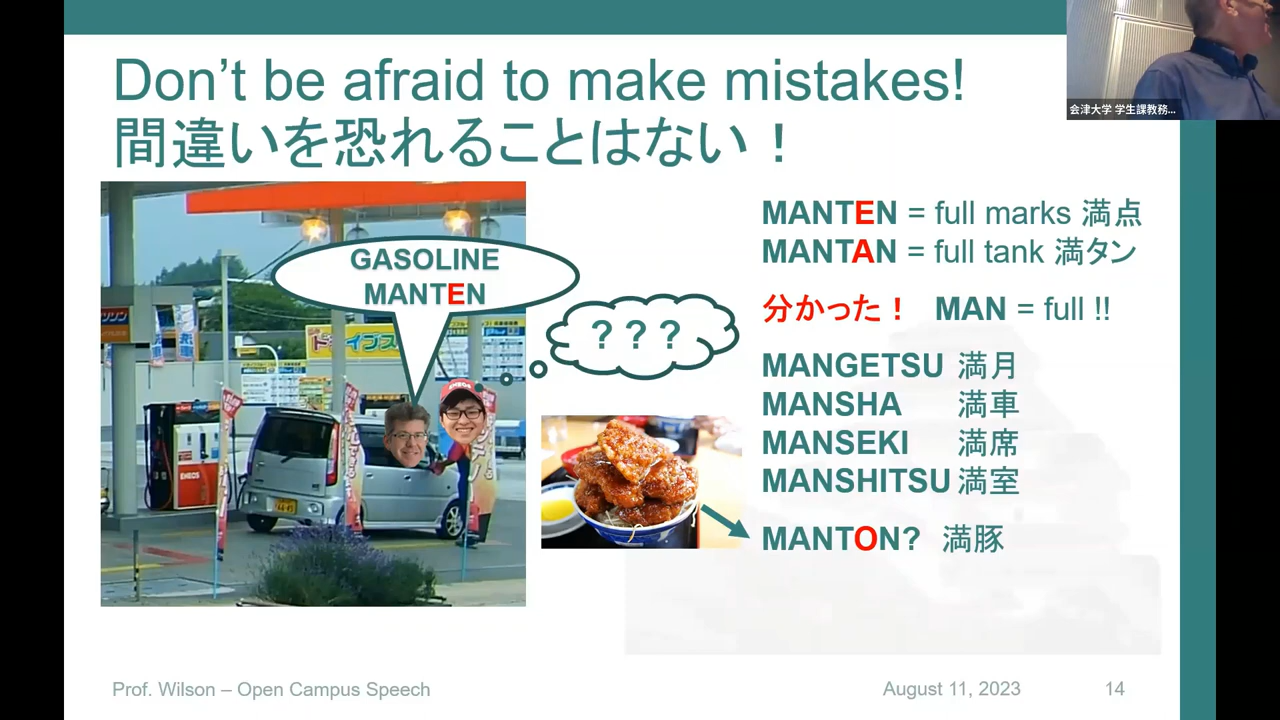 Don't be afraid to make mistakes!
間違いを恐れることはない！
会津大学 学生課教務...
GASOLINE
MANTEN
? ? ?
ENEOS
ENEOS
MANTEN = full marks 満点
MANTAN = full tank 満タン
分かった！ MAN = full !!
MANGETSU 満月
MANSHA 満車
MANSEKI 満席
MANSHITSU 満室
MANTON? 満豚
Prof. Wilson – Open Campus Speech
August 11, 2023
14